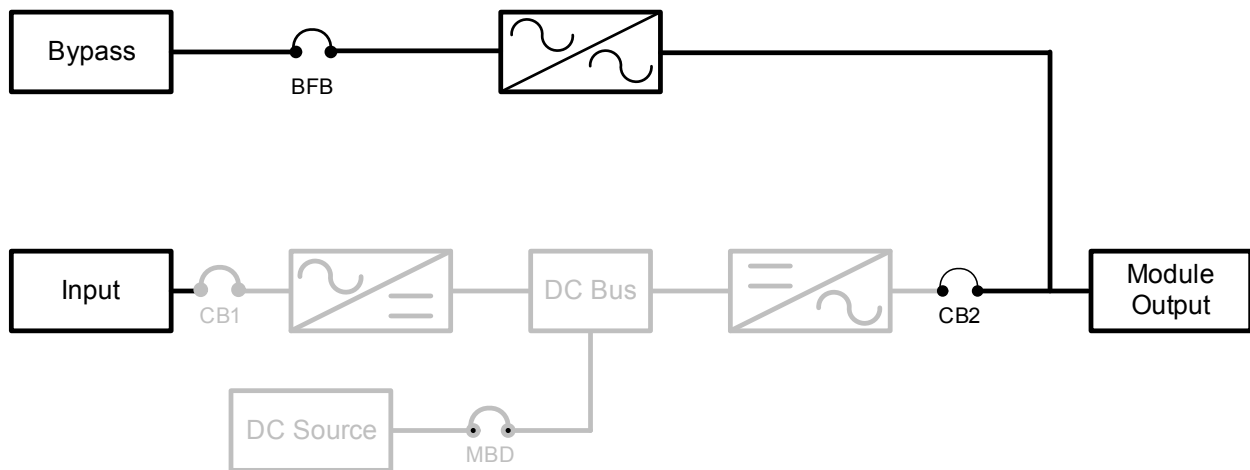 Bypass
BFB
Input
CB1
DC Bus
CB2
Module
Output
DC Source
MBD